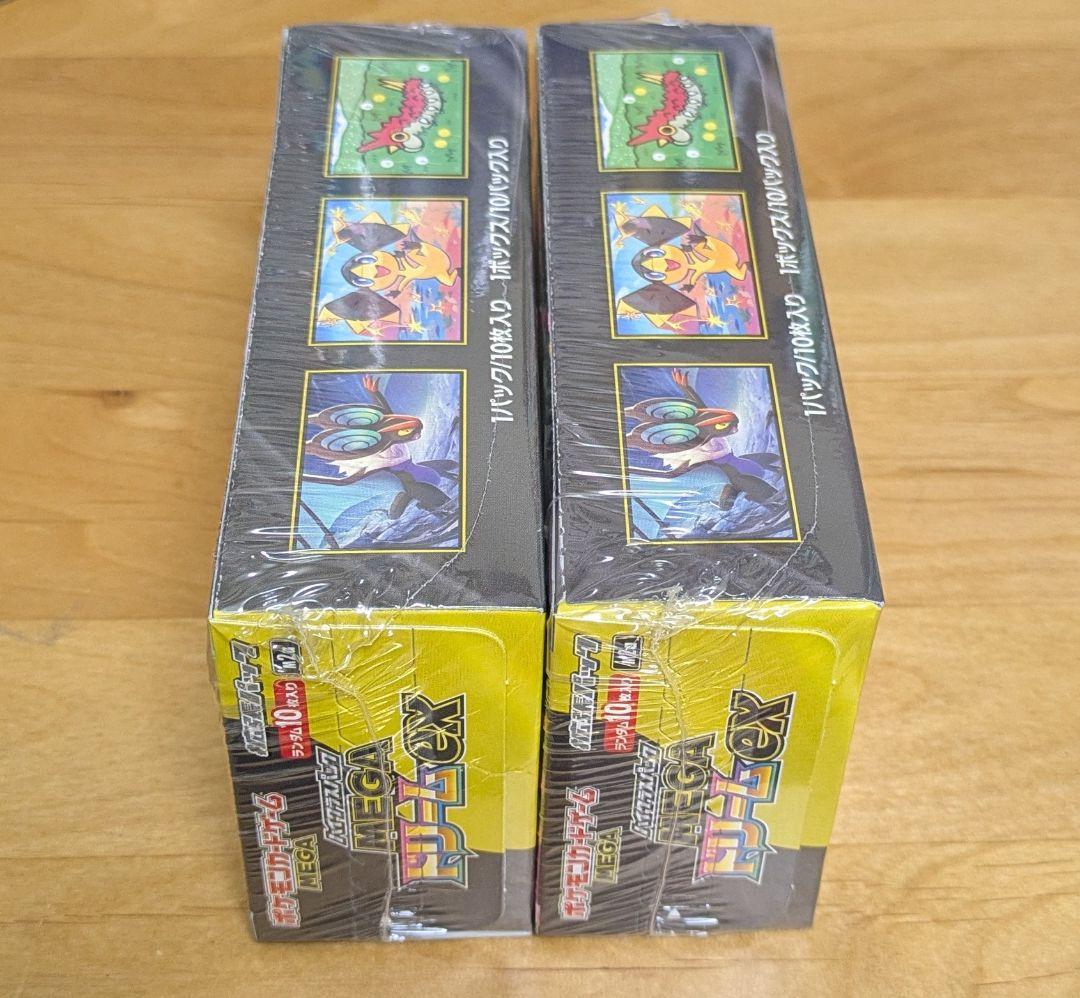 1パック/10枚入り 1ボックス/10パック入り
1パック/10枚入り 1ボックス/10パック入り
拡張パック
M2a
ランダム10枚入り
ポケモンカードゲーム
MEGA
ハイクラスパック
MEGA
ドリームex
拡張パック
M2a
ランダム10枚入り
ポケモンカードゲーム
MEGA
ハイクラスパック
MEGA
ドリームex